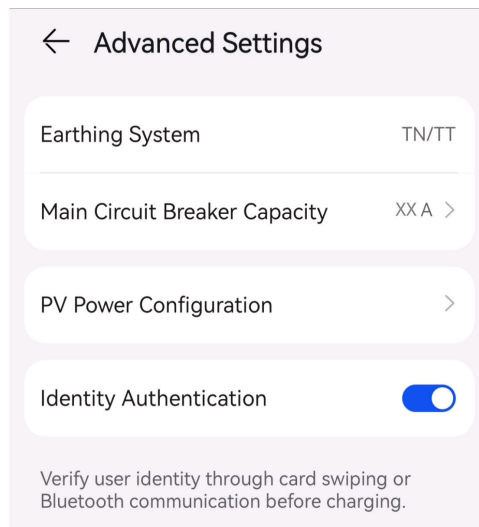 Advanced Settings
Earthing System TN/TT
Main Circuit Breaker Capacity XX A
PV Power Configuration
Identity Authentication
Verify user identity through card swiping or
Bluetooth communication before charging.